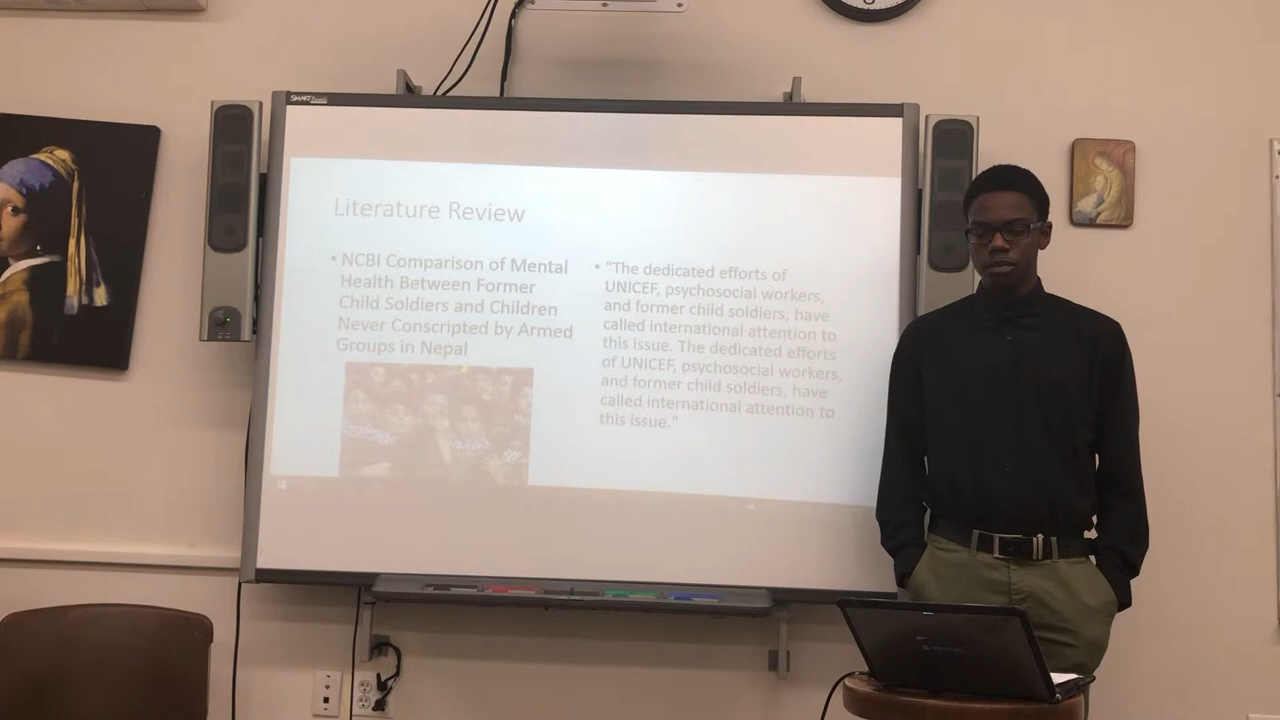 SMART Board
Literature Review
• NCBI Comparison of Mental
Health Between Former
Child Soldiers and Children
Never Conscripted by Armed
Groups in Nepal
• "The dedicated efforts of
UNICEF, psychosocial workers,
and former child soldiers, have
called international attention to
this issue. The dedicated efforts
of UNICEF, psychosocial workers,
and former child soldiers, have
called international attention to
this issue."